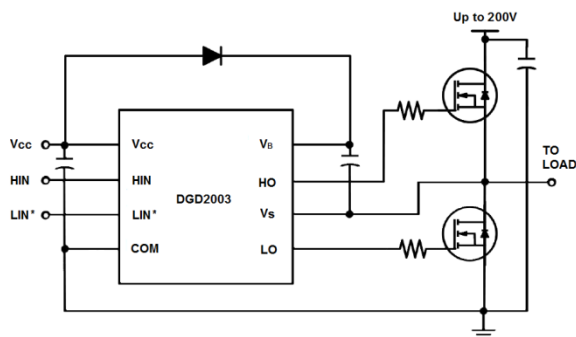 Up to 200V
Vcc
HIN
LIN*
Vcc
HIN
LIN*
COM
DGD2003
VB
HO
Vs
LO
TO
LOAD